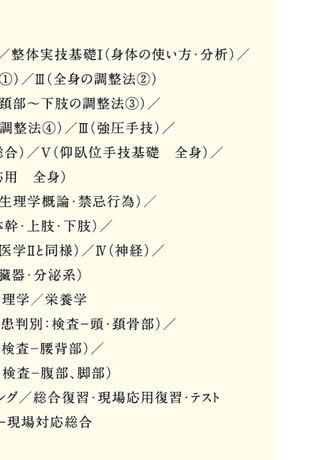 ／整体実技基礎Ⅰ（身体の使い方・分析）／
①）／Ⅲ（全身の調整法②）
頚部～下肢の調整法③）／
調整法④）／Ⅲ（強圧手技）／
総合）／Ⅴ（仰臥位手技基礎　全身）／
応用　全身）
生理学概論・禁忌行為）／
体幹・上肢・下肢）／
医学Ⅱと同様）／Ⅳ（神経）／
臓器・分泌系）
理学／栄養学
患判別：検査−頭・頚骨部）／
検査−腰背部）／
検査−腹部、脚部）
ング／総合復習・現場応用復習・テスト
−現場対応総合